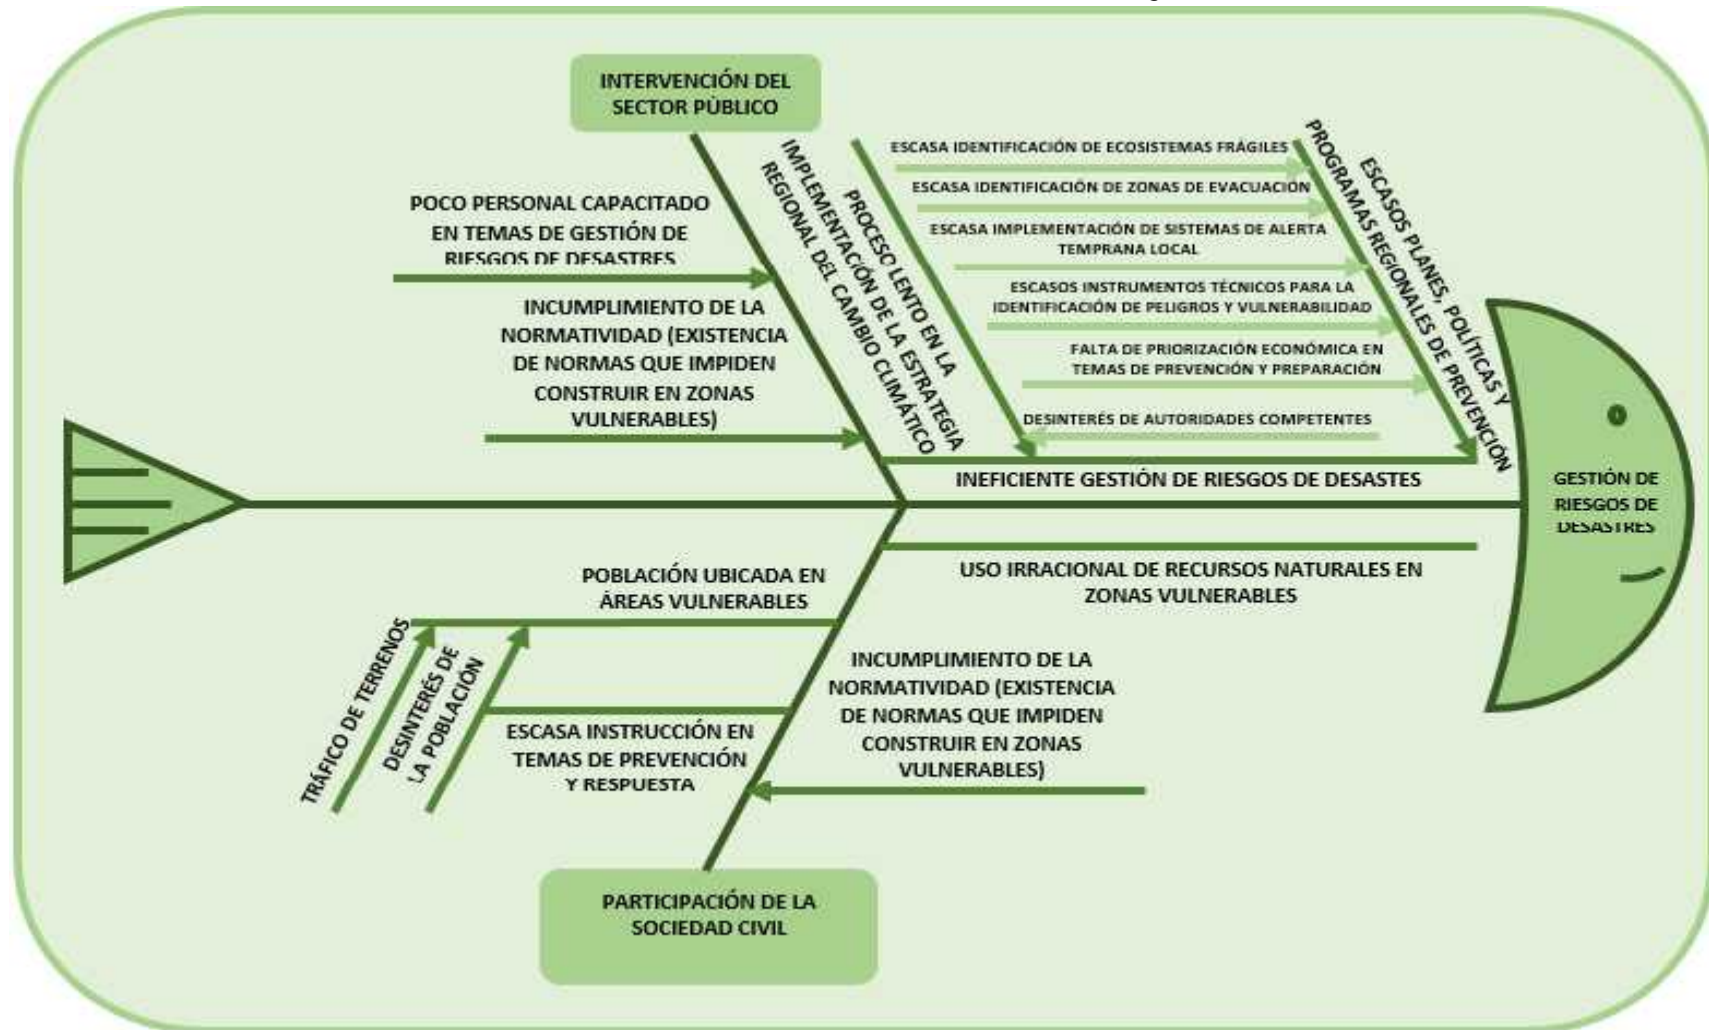 INTERVENCIÓN DEL
SECTOR PÙBLICO
POCO PERSONAL CAPACITADO
EN TEMAS DE GESTIÓN DE
RIESGOS DE DESASTRES
INCUMPLIMIENTO DE LA
NORMATIVIDAD (EXISTENCIA
DE NORMAS QUE IMPIDEN
CONSTRUIR EN ZONAS
VULNERABLES)
PROCESO LENTO EN LA
IMPLEMENTACIÓN DE LA ESTRATEGIA
REGIONAL DEL CAMBIO CLIMÁTICO
ESCASA IDENTIFICACIÓN DE ECOSISTEMAS FRÁGILES
ESCASA IDENTIFICACIÓN DE ZONAS DE EVACUACIÓN
ESCASA IMPLEMENTACIÓN DE SISTEMAS DE ALERTA
TEMPRANA LOCAL
ESCASOS INSTRUMENTOS TÉCNICOS PARA LA
IDENTIFICACIÓN DE PELIGROS Y VULNERABILIDAD
FALTA DE PRIORIZACIÓN ECONÓMICA EN
TEMAS DE PREVENCIÓN Y PREPARACIÓN
DESINTERÉS DE AUTORIDADES COMPETENTES
ESCASOS PLANES, POLÍTICAS Y
PROGRAMAS REGIONALES DE PREVENCIÓN
INEFICIENTE GESTIÓN DE RIESGOS DE DESASTES
GESTIÓN DE
RIESGOS DE
DESASTRES
USO IRRACIONAL DE RECURSOS NATURALES EN
ZONAS VULNERABLES
POBLACIÓN UBICADA EN
ÁREAS VULNERABLES
TRÁFICO DE TERRENOS
DESINTERÉS DE
LA POBLACIÓN
ESCASA INSTRUCCIÓN EN
TEMAS DE PREVENCIÓN
Y RESPUESTA
INCUMPLIMIENTO DE LA
NORMATIVIDAD (EXISTENCIA
DE NORMAS QUE IMPIDEN
CONSTRUIR EN ZONAS
VULNERABLES)
PARTICIPACIÓN DE LA
SOCIEDAD CIVIL